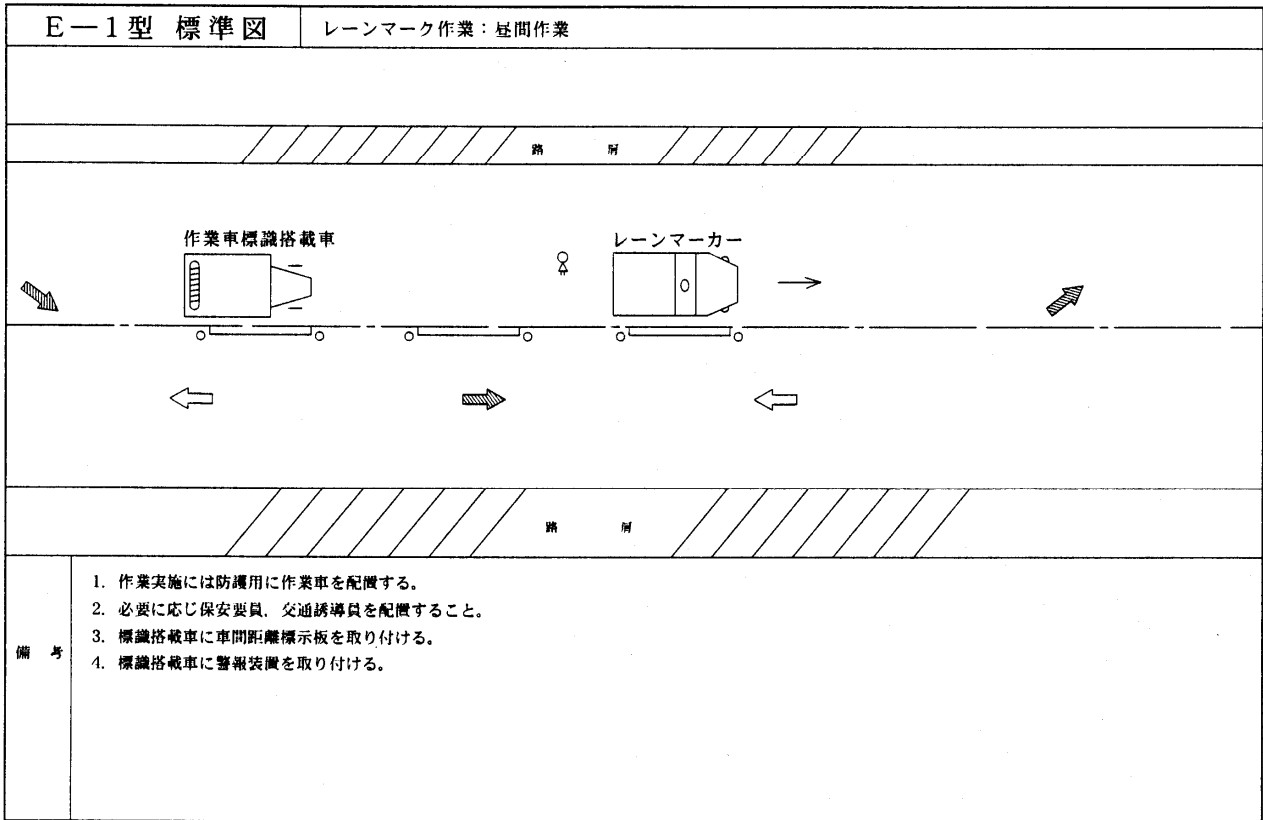 E―1型 標準図
レーンマーク作業：昼間作業
路 肩
作業車標識搭載車
レーンマーカー
路 肩
備 考
1. 作業実施には防護用に作業車を配置する。
2. 必要に応じ保安要員，交通誘導員を配置すること。
3. 標識搭載車に車間距離標示板を取り付ける。
4. 標識搭載車に警報装置を取り付ける。